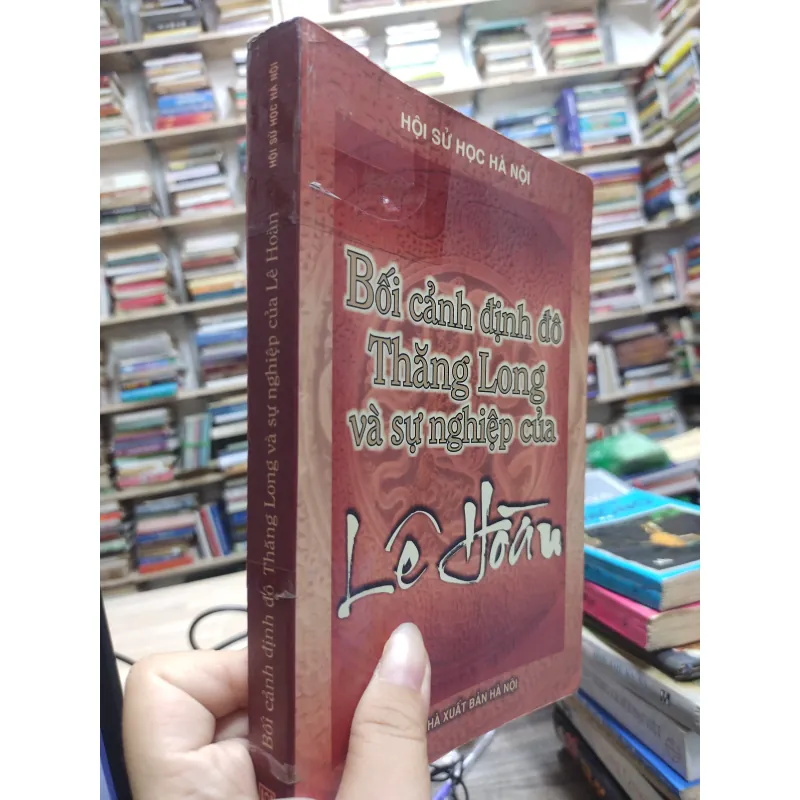 HỘI SỬ HỌC HÀ NỘI
Bối cảnh định đô
Thăng Long
và sự nghiệp của
Lê Hoàn
HÀ XUẤT BẢN HÀ NỘI
Bối cảnh định đô Thăng Long và sự nghiệp của Lê Hoàn HỘI SỬ HỌC HÀ NỘI